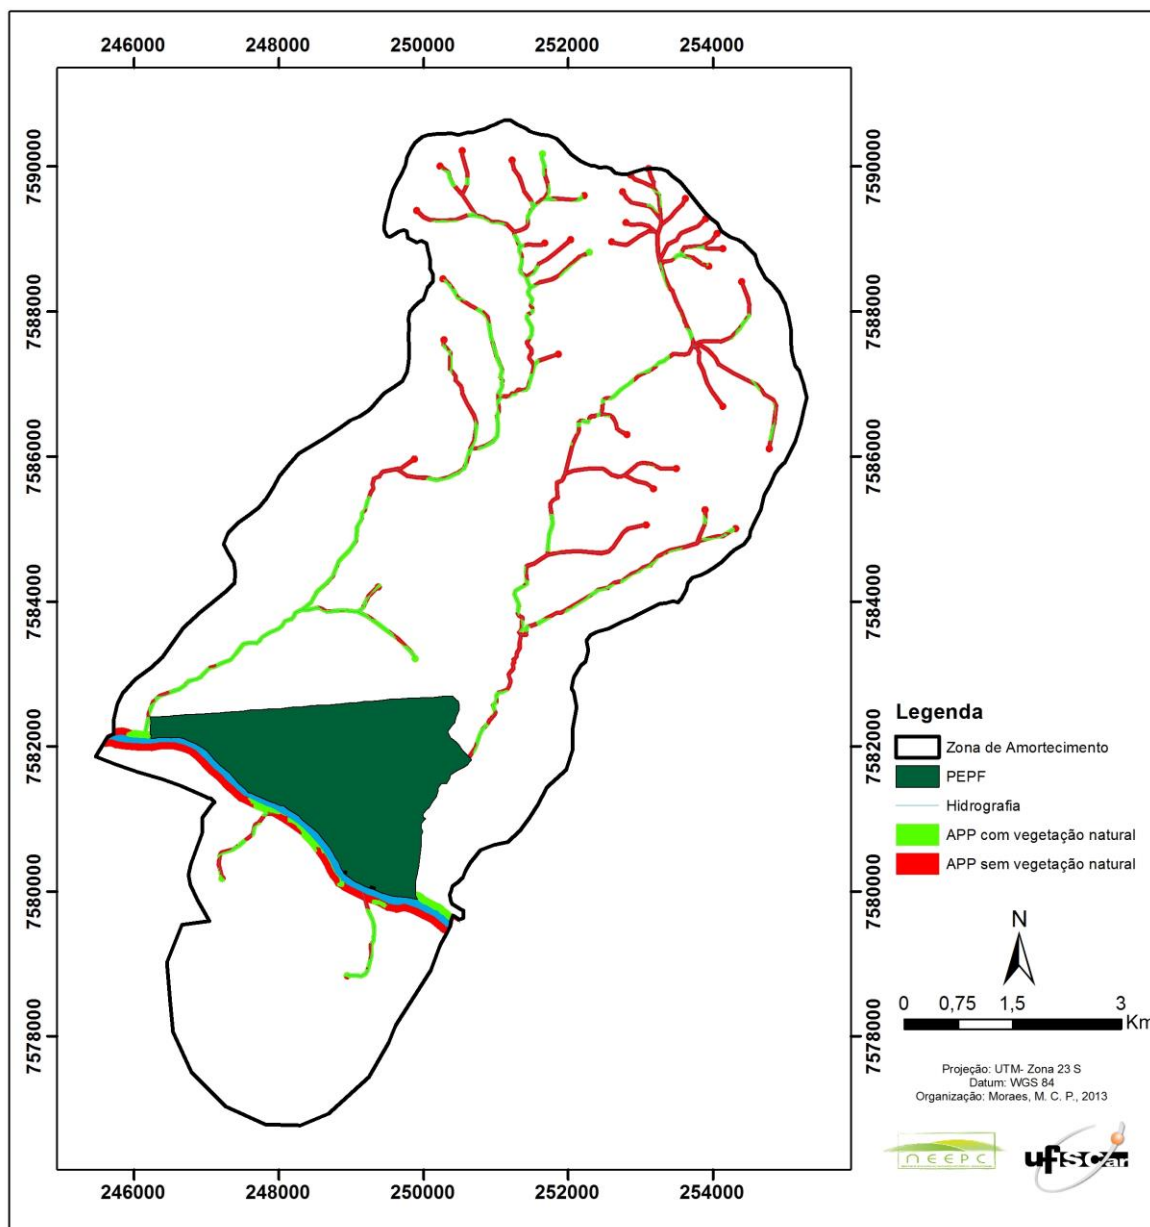 246000 248000 250000 252000 254000
7590000 7590000
7588000 7588000
7586000 7586000
7584000 7584000
7582000 7582000
7580000 7580000
7578000 7578000
246000 248000 250000 252000 254000
Legenda
Zona de Amortecimento
PEPF
Hidrografia
APP com vegetação natural
APP sem vegetação natural
N
0 0,75 1,5 3
Km
Projeção: UTM- Zona 23 S
Datum: WGS 84
Organização: Moraes, M. C. P., 2013
NEEPC
ufscar